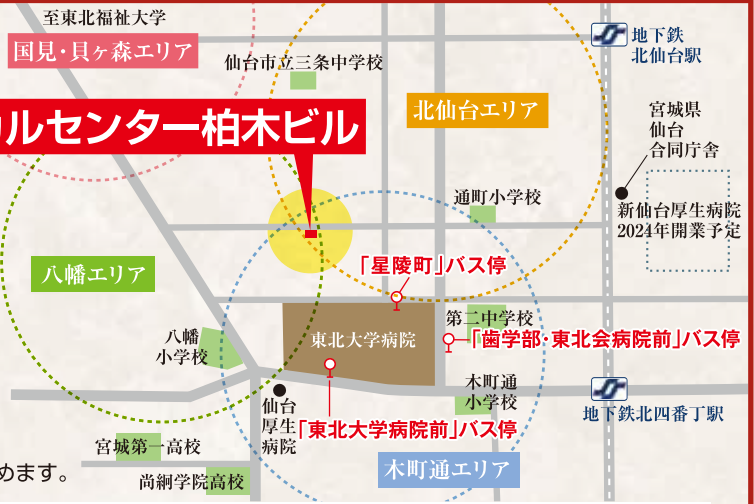 至東北福祉大学
国見・貝ヶ森エリア
地下鉄
北仙台駅
仙台市立三条中学校
北仙台エリア
宮城県
仙台
合同庁舎
ルセンター柏木ビル
通町小学校
新仙台厚生病院
2024年開業予定
八幡エリア
「星陵町」バス停
八幡
小学校
東北大学病院
第二中学校
「歯学部・東北会病院前」バス停
木町通
小学校
仙台
厚生
病院
「東北大学病院前」バス停
地下鉄北四番丁駅
宮城第一高校
木町通エリア
めます。
尚絅学院高校